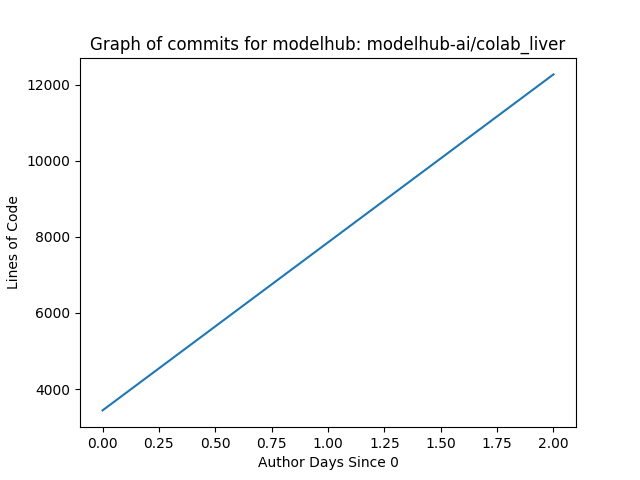 Graph of commits for modelhub: modelhub-ai/colab_liver
12000
10000
8000
6000
4000
Lines of Code
0.00 0.25 0.50 0.75 1.00 1.25 1.50 1.75 2.00
Author Days Since 0